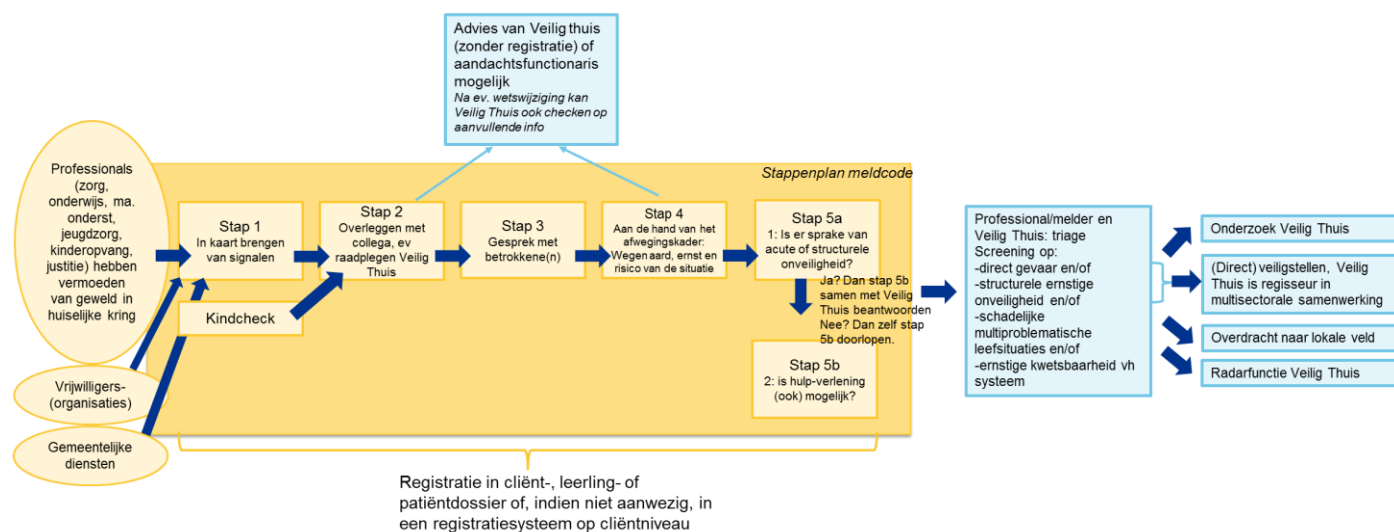 Advies van Veilig thuis
(zonder registratie) of
aandachtsfunctionaris
mogelijk
Na ev. wetswijziging kan
Veilig Thuis ook checken op
aanvullende info
Professionals
(zorg,
onderwijs, ma.
onderst,
jeugdzorg,
kinderopvang,
justitie) hebben
vermoeden
van geweld in
huiselijke kring
Vrijwilligers-
(organisaties)
Gemeentelijke
diensten
Stappenplan meldcode
Stap 1
In kaart brengen
van signalen
Kindcheck
Stap 2
Overleggen met
collega, ev
raadplegen Veilig
Thuis
Stap 3
Gesprek met
betrokkene(n)
Stap 4
Aan de hand van het
afwegingskader:
Wegen aard, ernst en
risico van de situatie
Stap 5a
1: Is er sprake van
acute of structurele
onveiligheid?
Ja? Dan stap 5b
samen met Veilig
Thuis beantwoorden
Nee? Dan zelf stap
5b doorlopen.
Stap 5b
2: is hulp-verlening
(ook) mogelijk?
Professional/melder en
Veilig Thuis: triage
Screening op:
-direct gevaar en/of
-structurele ernstige
onveiligheid en/of
-schadelijke
multiproblematische
leefsituaties en/of
-ernstige kwetsbaarheid vh
systeem
Onderzoek Veilig Thuis
(Direct) veiligstellen, Veilig
Thuis is regisseur in
multisectorale samenwerking
Overdracht naar lokale veld
Radarfunctie Veilig Thuis
Registratie in cliënt-, leerling- of
patiëntdossier of, indien niet aanwezig, in
een registratiesysteem op cliëntniveau